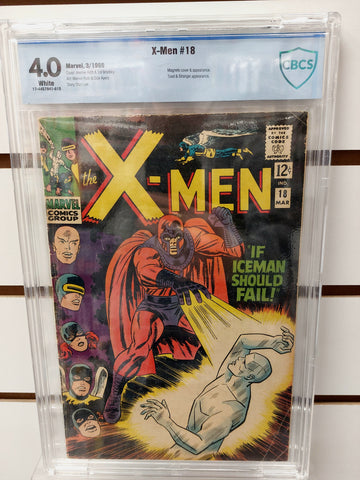 X-Men #18
4.0
White
Marvel, 3/1966
Magneto cover & appearance.
Toad & Stranger appearance.
CBCS
APPROVED
BY THE
COMICS
CODE
AUTHORITY
the X-MEN
12¢
IND.
18
MAR
MARVEL
COMICS
GROUP
"IF
ICEMAN
SHOULD
FAIL!"